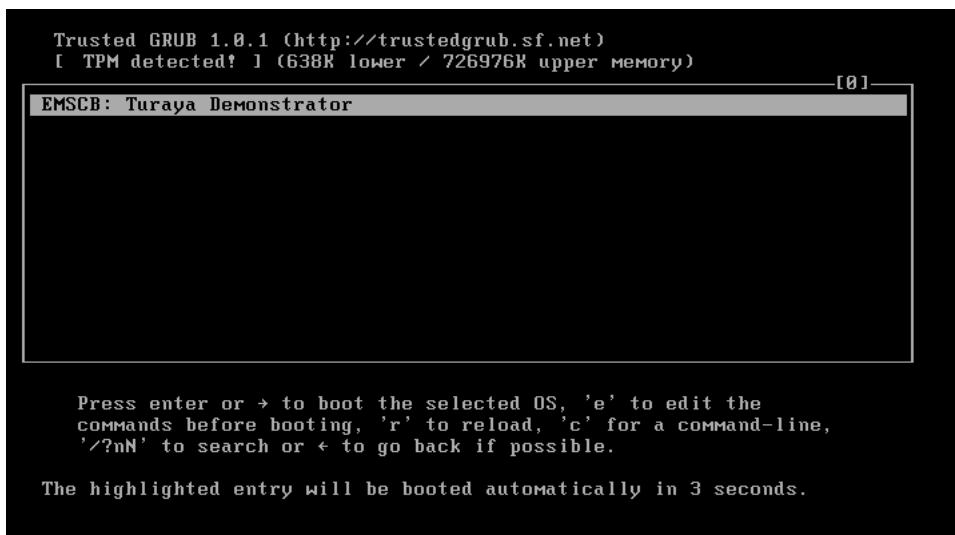 Trusted GRUB 1.0.1 (http://trustedgrub.sf.net)
[ TPM detected! ] (638K lower / 726976K upper memory)
[0]
EMSCB: Turaya Demonstrator
Press enter or → to boot the selected OS, 'e' to edit the
commands before booting, 'r' to reload, 'c' for a command-line,
'/?nN' to search or ← to go back if possible.
The highlighted entry will be booted automatically in 3 seconds.